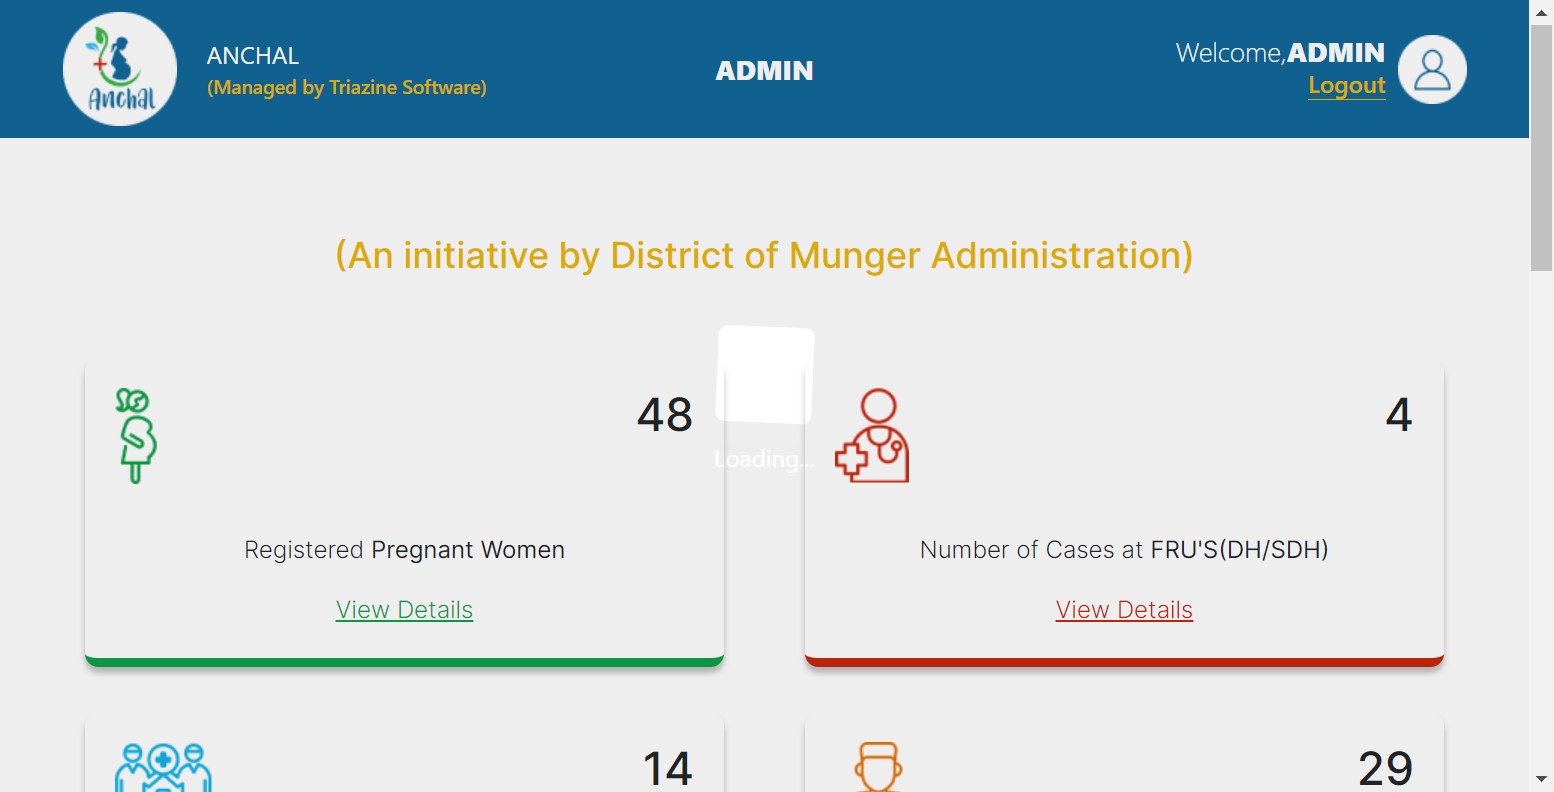 Anchal
ANCHAL
(Managed by Triazine Software)
ADMIN
Welcome,ADMIN
Logout
(An initiative by District of Munger Administration)
48
Registered Pregnant Women
View Details
Loading...
4
Number of Cases at FRU'S(DH/SDH)
View Details
14
29